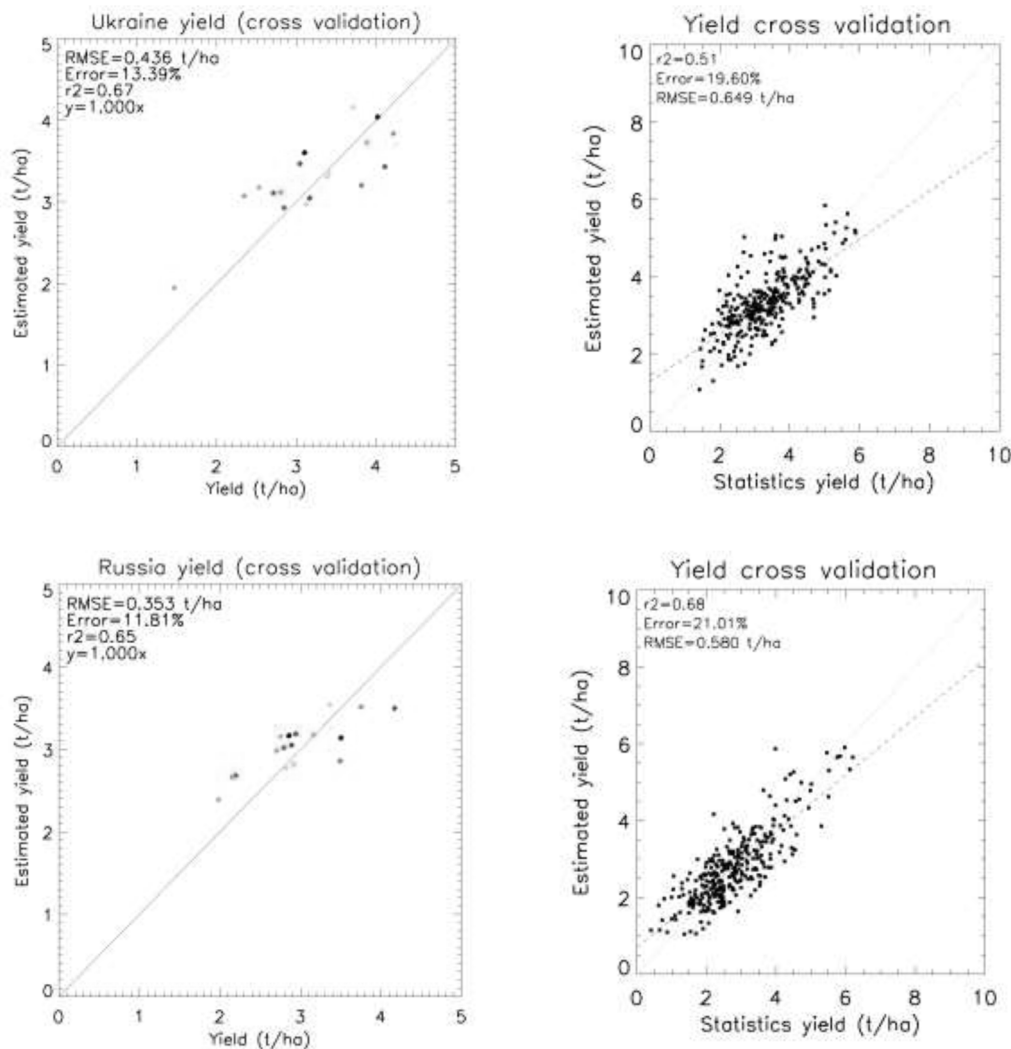 Ukraine yield (cross validation)
RMSE=0.436 t/ha
Error=13.39%
r2=0.67
y=1.000x
Estimated yield (t/ha)
5
4
3
2
1
0
0 1 2 3 4 5
Yield (t/ha)
Yield cross validation
r2=0.51
Error=19.60%
RMSE=0.649 t/ha
Estimated yield (t/ha)
10
8
6
4
2
0
0 2 4 6 8 10
Statistics yield (t/ha)
Russia yield (cross validation)
RMSE=0.353 t/ha
Error=11.81%
r2=0.65
y=1.000x
Estimated yield (t/ha)
5
4
3
2
1
0
0 1 2 3 4 5
Yield (t/ha)
Yield cross validation
r2=0.68
Error=21.01%
RMSE=0.580 t/ha
Estimated yield (t/ha)
10
8
6
4
2
0
0 2 4 6 8 10
Statistics yield (t/ha)